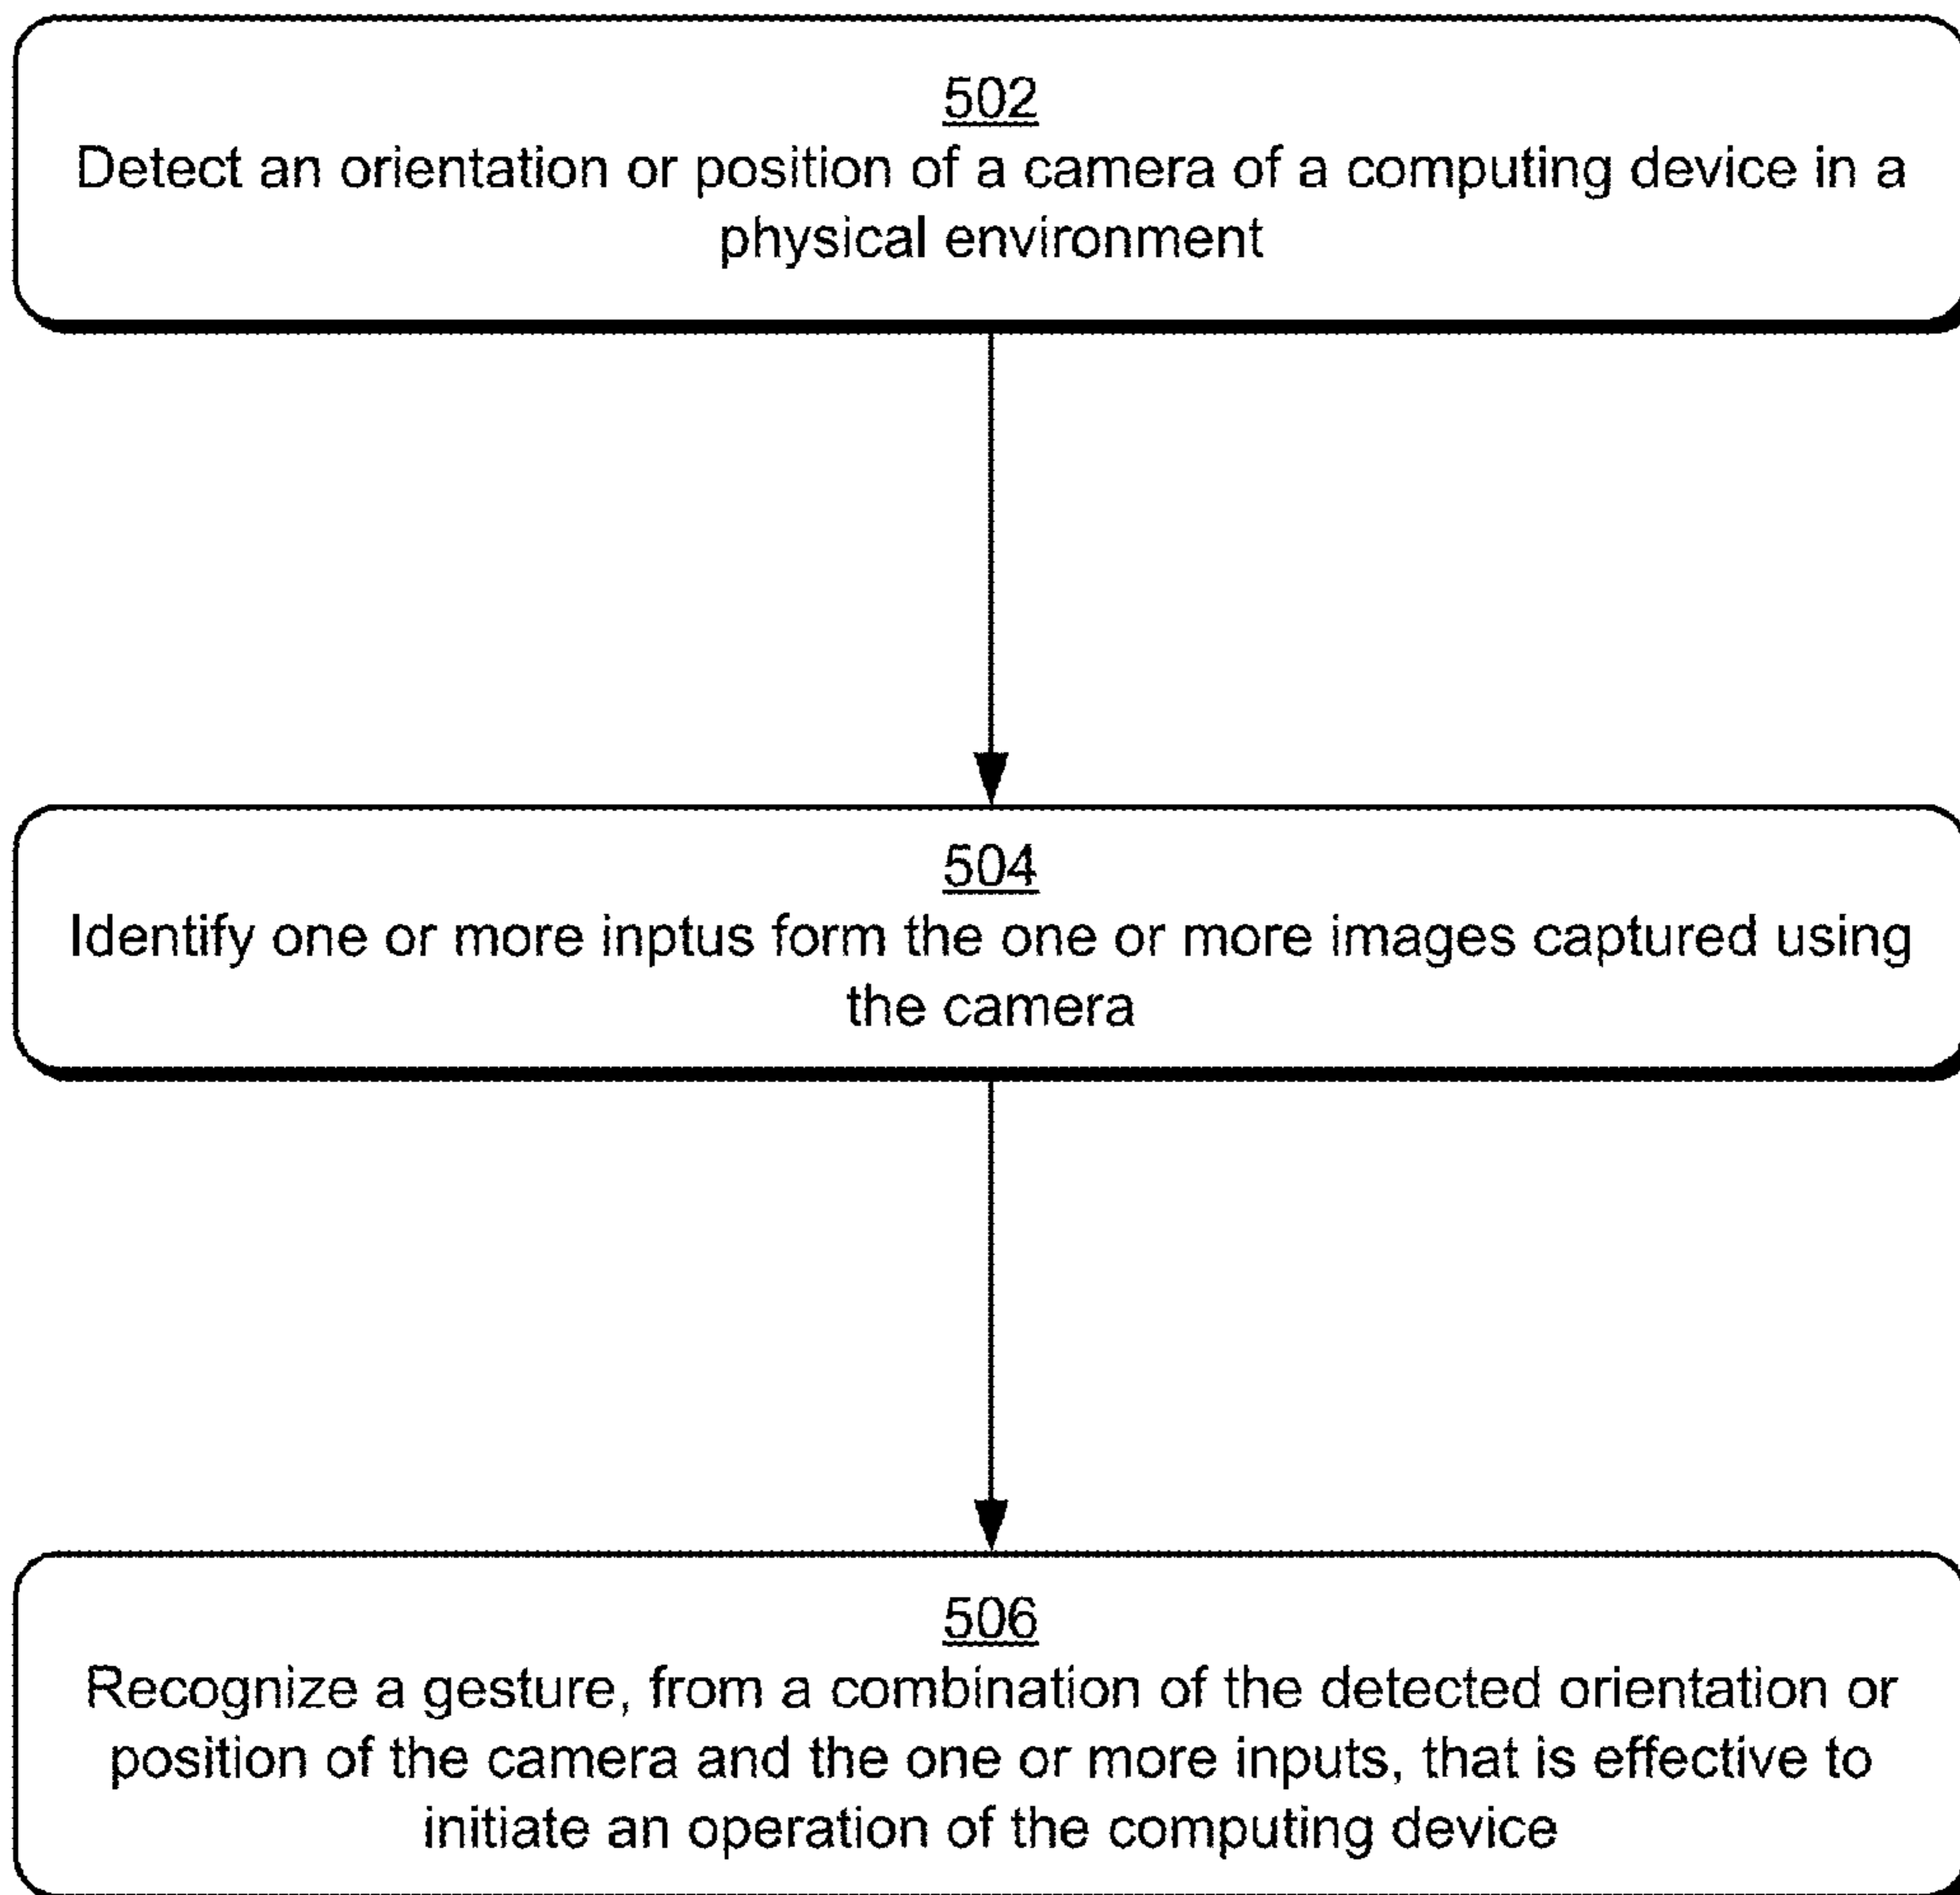 502
Detect an orientation or position of a camera of a computing device in a
physical environment
504
Identify one or more inptus form the one or more images captured using
the camera
506
Recognize a gesture, from a combination of the detected orientation or
position of the camera and the one or more inputs, that is effective to
initiate an operation of the computing device